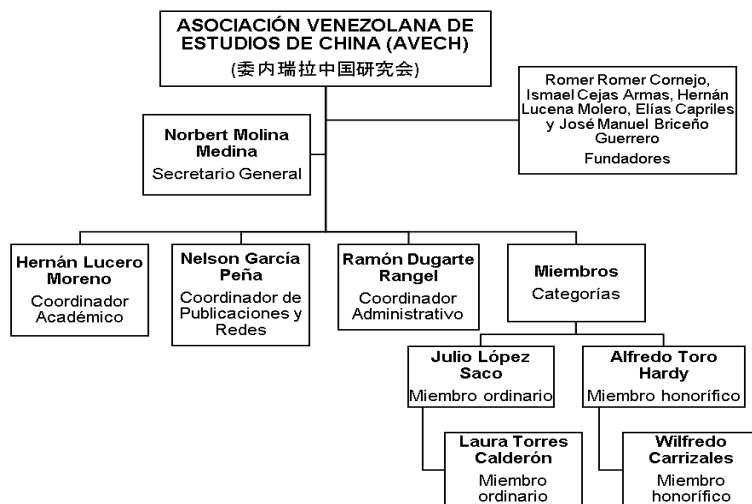 ASOCIACIÓN VENEZOLANA DE
ESTUDIOS DE CHINA (AVECH)
(委内瑞拉中国研究会)
Romer Romer Cornejo,
Ismael Cejas Armas, Hernán
Lucena Molero, Elías Capriles
y José Manuel Briceño
Guerrero
Fundadores
Norbert Molina
Medina
Secretario General
Hernán Lucero
Moreno
Coordinador
Académico
Nelson García
Peña
Coordinador de
Publicaciones y
Redes
Ramón Dugarte
Rangel
Coordinador
Administrativo
Miembros
Categorías
Julio López
Saco
Miembro ordinario
Alfredo Toro
Hardy
Miembro honorífico
Laura Torres
Calderón
Miembro
ordinario
Wilfredo
Carrizales
Miembro
honorífico